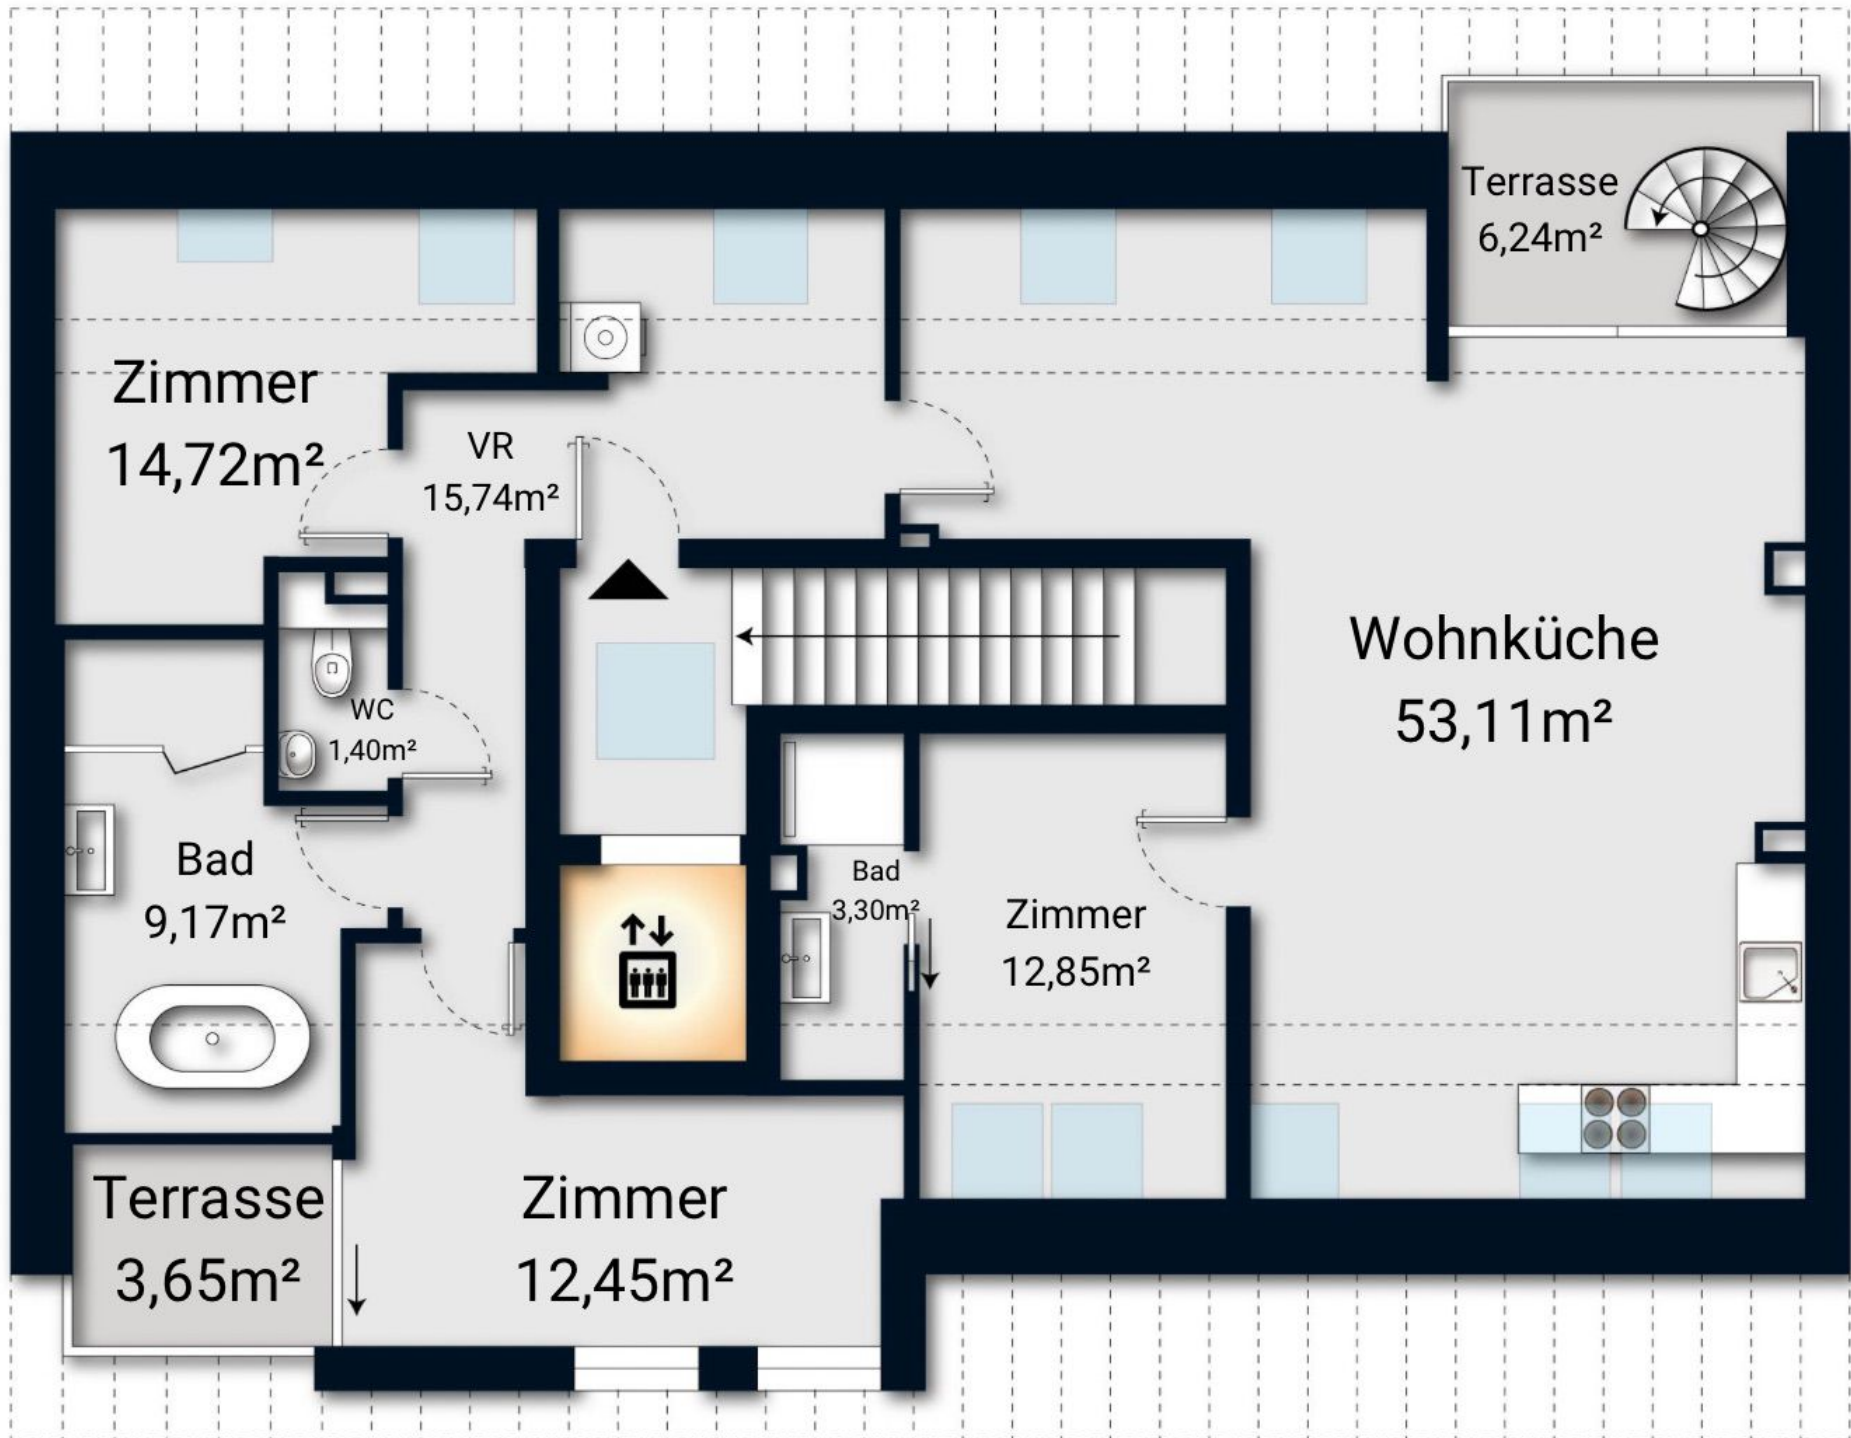 Terrasse
6,24m²
Zimmer
14,72m²
VR
15,74m²
Wohnküche
53,11m²
WC
1,40m²
Bad
9,17m²
Bad
3,30m²
Zimmer
12,85m²
Terrasse
3,65m²
Zimmer
12,45m²